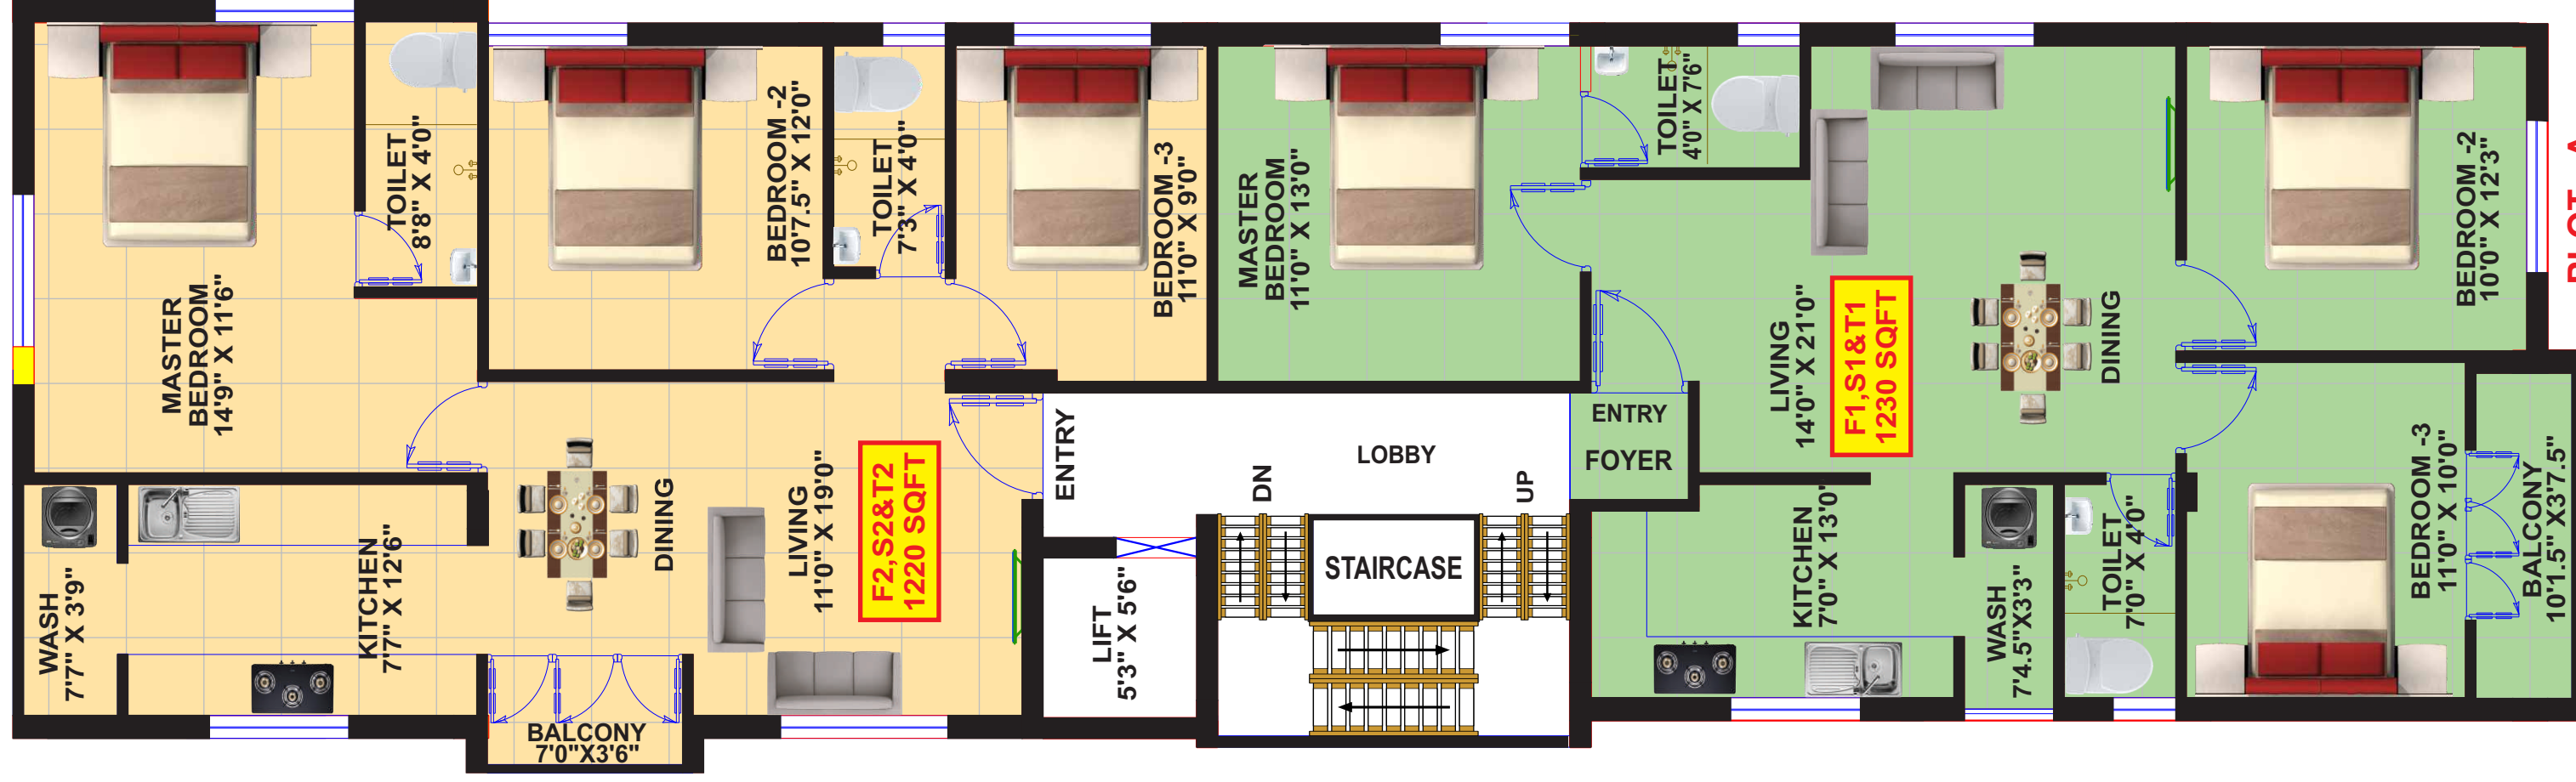 MASTER
BEDROOM
14'9" X 11'6"
TOILET
8'8" X 4'0"
BEDROOM -2
10'7.5" X 12'0"
TOILET
7'3" X 4'0"
BEDROOM -3
11'0" X 9'0"
MASTER
BEDROOM
11'0" X 13'0"
TOILET
4'0" X 7'6"
LIVING
14'0" X 21'0"
F1,S1&T1
1230 SQFT
DINING
BEDROOM -2
10'0" X 12'3"
WASH
7'7" X 3'9"
KITCHEN
7'7" X 12'6"
DINING
LIVING
11'0" X 19'0"
F2,S2&T2
1220 SQFT
BALCONY
7'0"X3'6"
ENTRY
LOBBY
ENTRY
FOYER
DN
UP
STAIRCASE
LIFT
5'3" X 5'6"
KITCHEN
7'0" X 13'0"
WASH
7'4.5"X3'3"
TOILET
7'0" X 4'0"
BEDROOM -3
11'0" X 10'0"
BALCONY
10'1.5" X3'7.5"